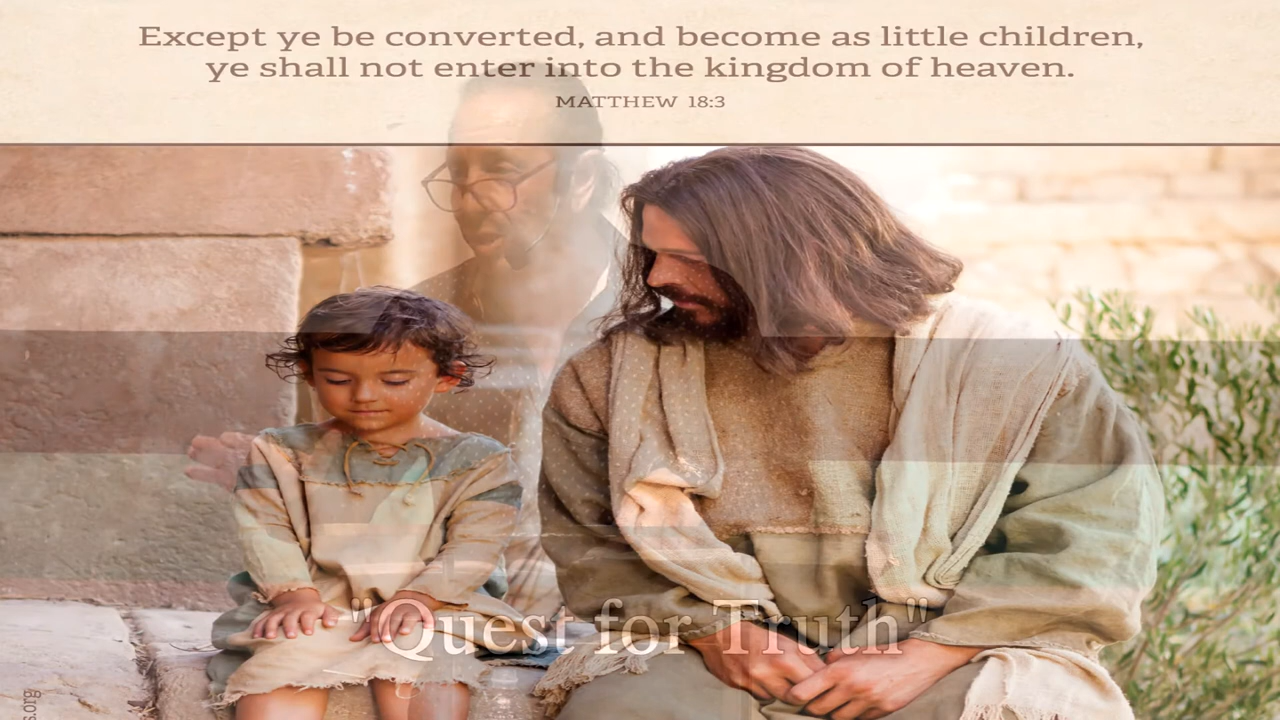 Except ye be converted, and become as little children,
ye shall not enter into the kingdom of heaven.
MATTHEW 18:3
"Quest for Truth"
s.org